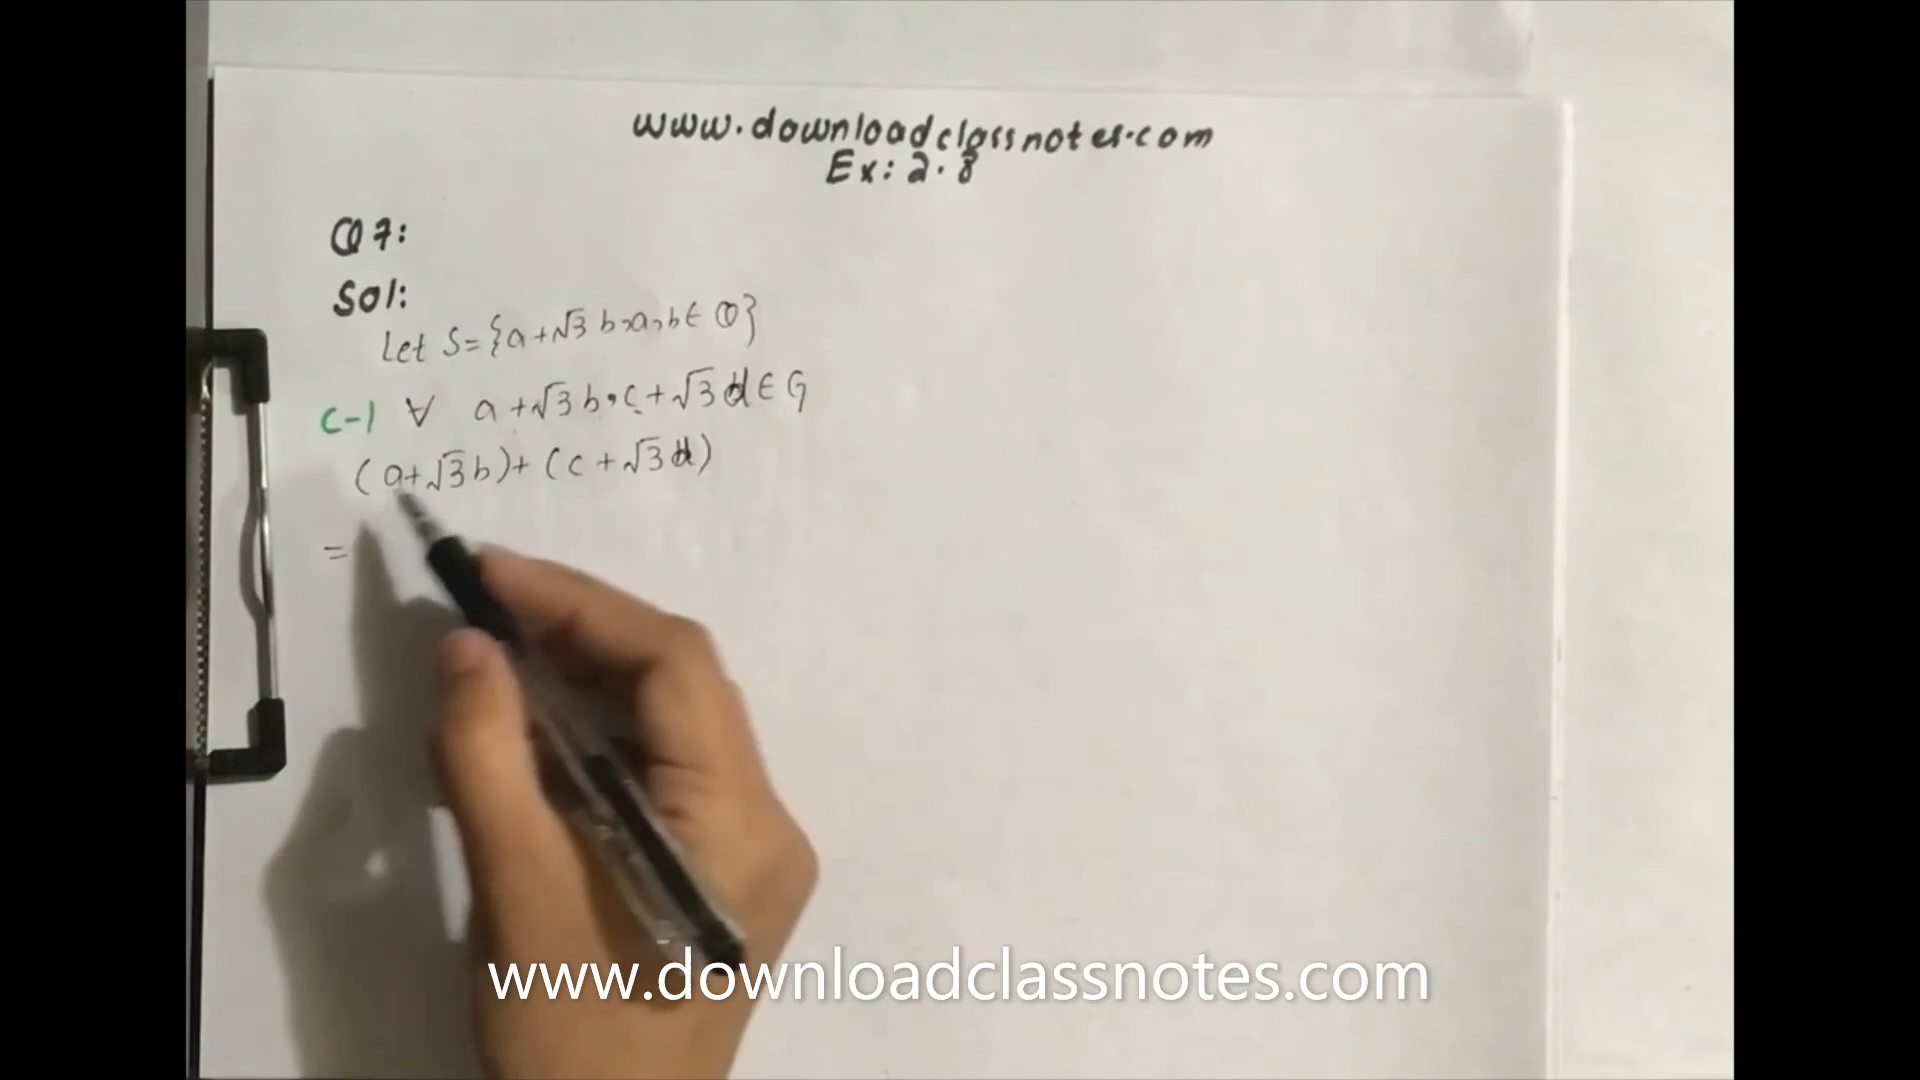 www.downloadclassnotes.com
Ex: 2.8
Q7:
Sol:
Let S={a+√3 b,a,b∈ Q}
C-1 ∀ a+√3 b,c+√3 d∈ G
(a+√3 b)+(c+√3 d)
=
www.downloadclassnotes.com